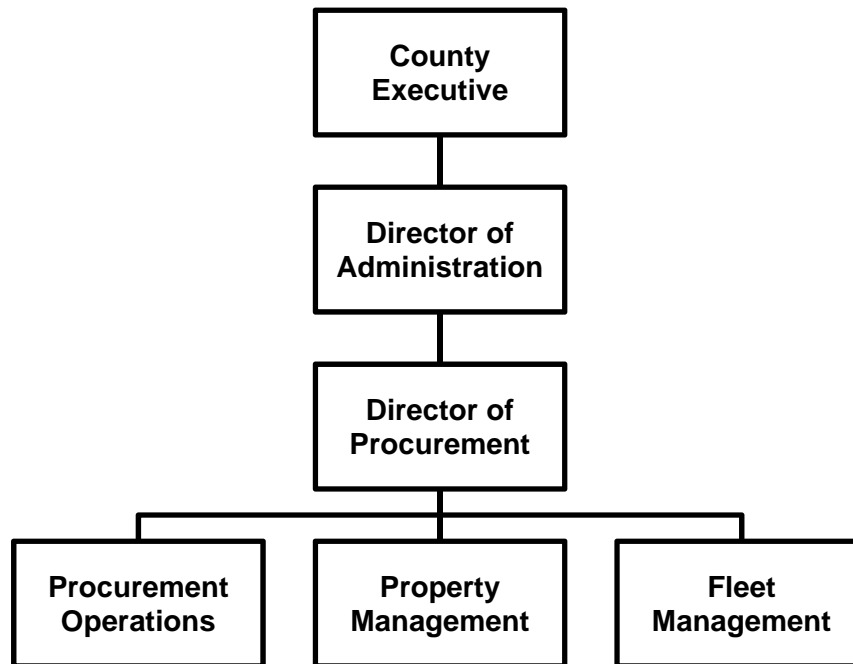 County
Executive
Director of
Administration
Director of
Procurement
Procurement
Operations
Property
Management
Fleet
Management